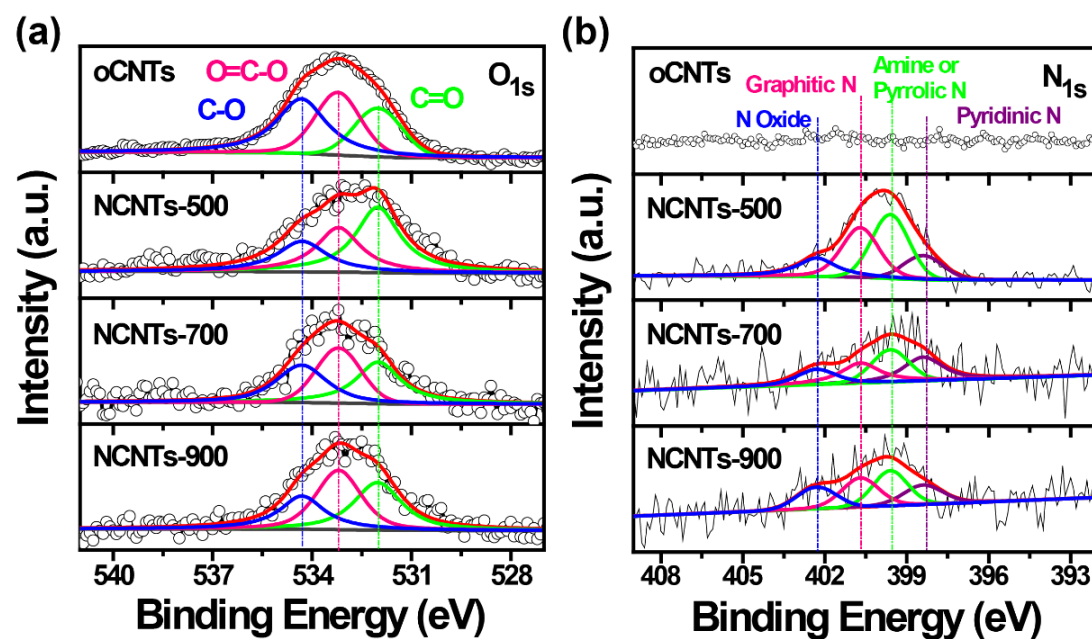 (a)
oCNTs
O=C-O
O1s
C-O
C=O
NCNTs-500
NCNTs-700
NCNTs-900
Intensity (a.u.)
540 537 534 531 528
Binding Energy (eV)
(b)
oCNTs
Amine or
Pyrrolic N
N1s
Graphitic N
N Oxide
Pyridinic N
NCNTs-500
NCNTs-700
NCNTs-900
Intensity (a.u.)
408 405 402 399 396 393
Binding Energy (eV)